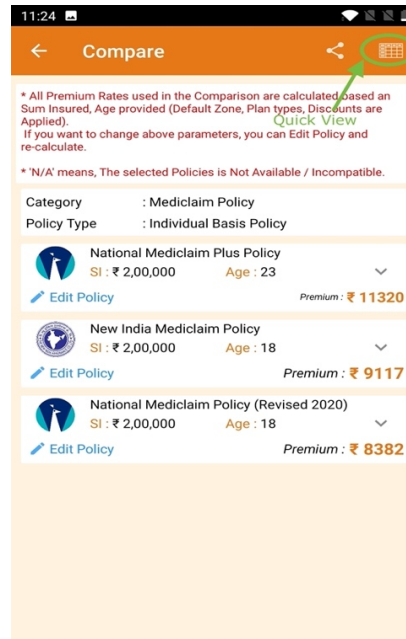 11:24
Compare
* All Premium Rates used in the Comparison are calculated based an
Sum Insured, Age provided (Default Zone, Plan types, Discounts are
Applied).
Quick View
If you want to change above parameters, you can Edit Policy and
re-calculate.
* 'N/A' means, The selected Policies is Not Available / Incompatible.
Category : Mediclaim Policy
Policy Type : Individual Basis Policy
National Mediclaim Plus Policy
SI : ₹ 2,00,000 Age : 23
Edit Policy Premium : ₹ 11320
New India Mediclaim Policy
SI : ₹ 2,00,000 Age : 18
Edit Policy Premium : ₹ 9117
National Mediclaim Policy (Revised 2020)
SI : ₹ 2,00,000 Age : 18
Edit Policy Premium : ₹ 8382